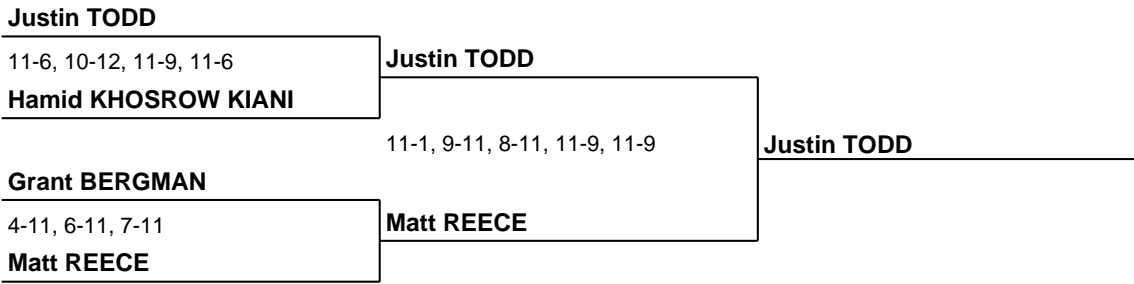 Justin TODD
11-6, 10-12, 11-9, 11-6
Justin TODD
Hamid KHOSROW KIANI
11-1, 9-11, 8-11, 11-9, 11-9
Justin TODD
Grant BERGMAN
4-11, 6-11, 7-11
Matt REECE
Matt REECE